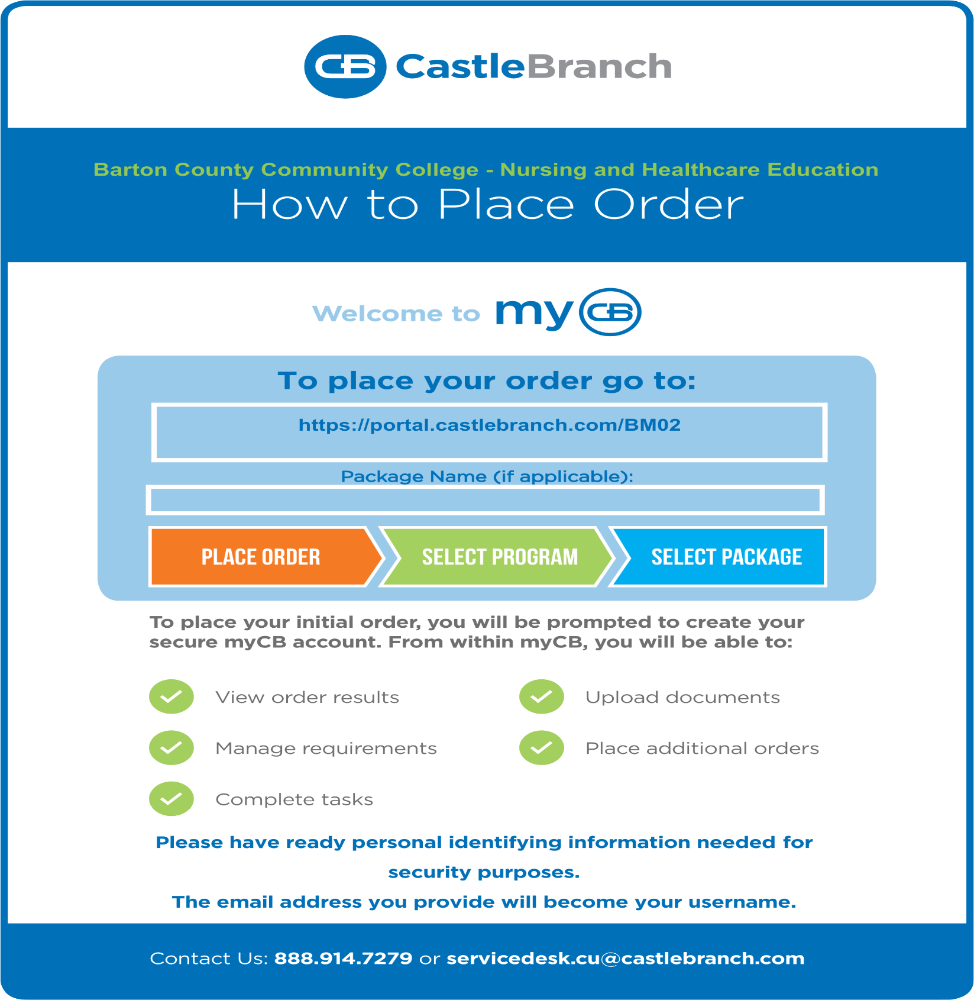 CB CastleBranch
Barton County Community College - Nursing and Healthcare Education
How to Place Order
Welcome to my CB
To place your order go to:
https://portal.castlebranch.com/BM02
Package Name (if applicable):
PLACE ORDER SELECT PROGRAM SELECT PACKAGE
To place your initial order, you will be prompted to create your
secure myCB account. From within myCB, you will be able to:
View order results Upload documents
Manage requirements Place additional orders
Complete tasks
Please have ready personal identifying information needed for
security purposes.
The email address you provide will become your username.
Contact Us: 888.914.7279 or servicedesk.cu@castlebranch.com